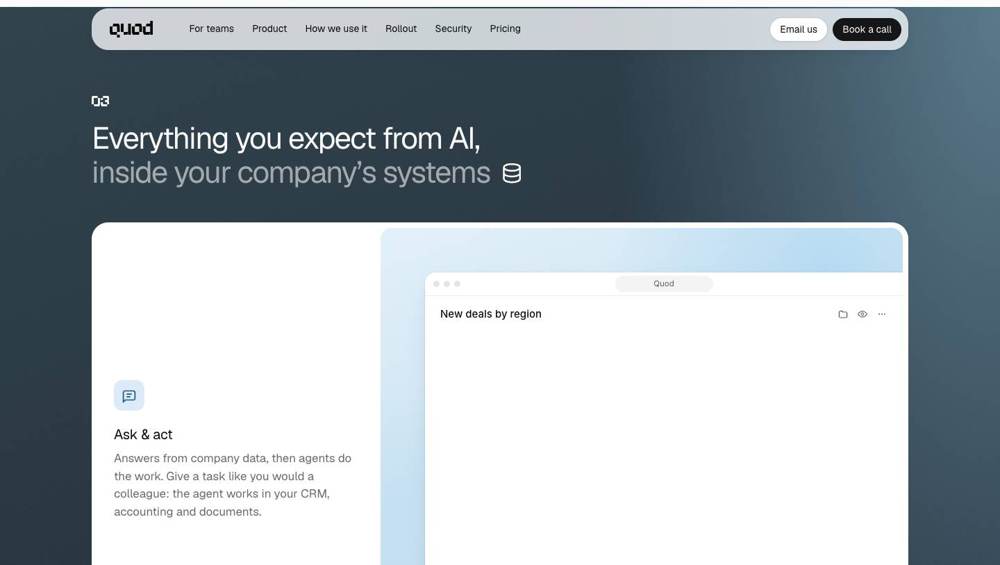 quod
For teams
Product
How we use it
Rollout
Security
Pricing
Email us
Book a call
03
Everything you expect from AI,
inside your company’s systems
Quod
New deals by region
Ask & act
Answers from company data, then agents do
the work. Give a task like you would a
colleague: the agent works in your CRM,
accounting and documents.